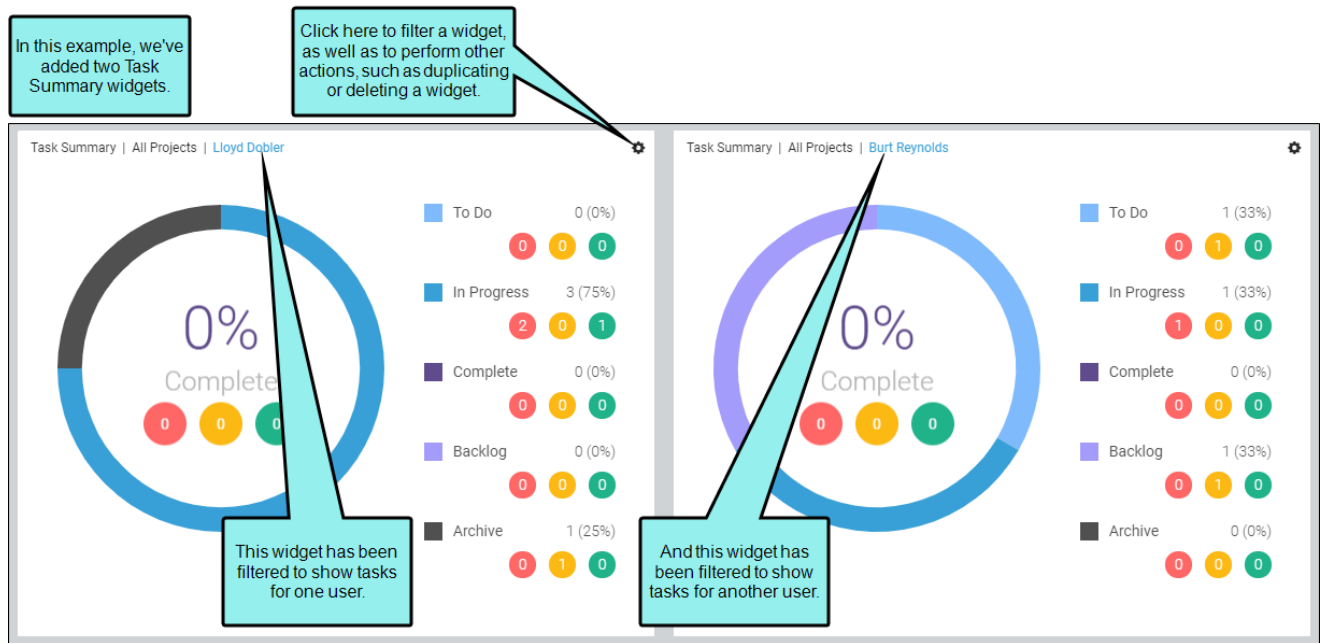 In this example, we've
added two Task
Summary widgets.
Click here to filter a widget,
as well as to perform other
actions, such as duplicating
or deleting a widget.
Task Summary | All Projects | Lloyd Dobler
To Do 0 (0%)
0 0 0
In Progress 3 (75%)
2 0 1
Complete 0 (0%)
0 0 0
Backlog 0 (0%)
0 0 0
Archive 1 (25%)
0 1 0
0%
Complete
0 0 0
This widget has been
filtered to show tasks
for one user.
Task Summary | All Projects | Burt Reynolds
To Do 1 (33%)
0 1 0
In Progress 1 (33%)
1 0 0
Complete 0 (0%)
0 0 0
Backlog 1 (33%)
0 1 0
Archive 0 (0%)
0 0 0
0%
Complete
0 0 0
And this widget has
been filtered to show
tasks for another user.